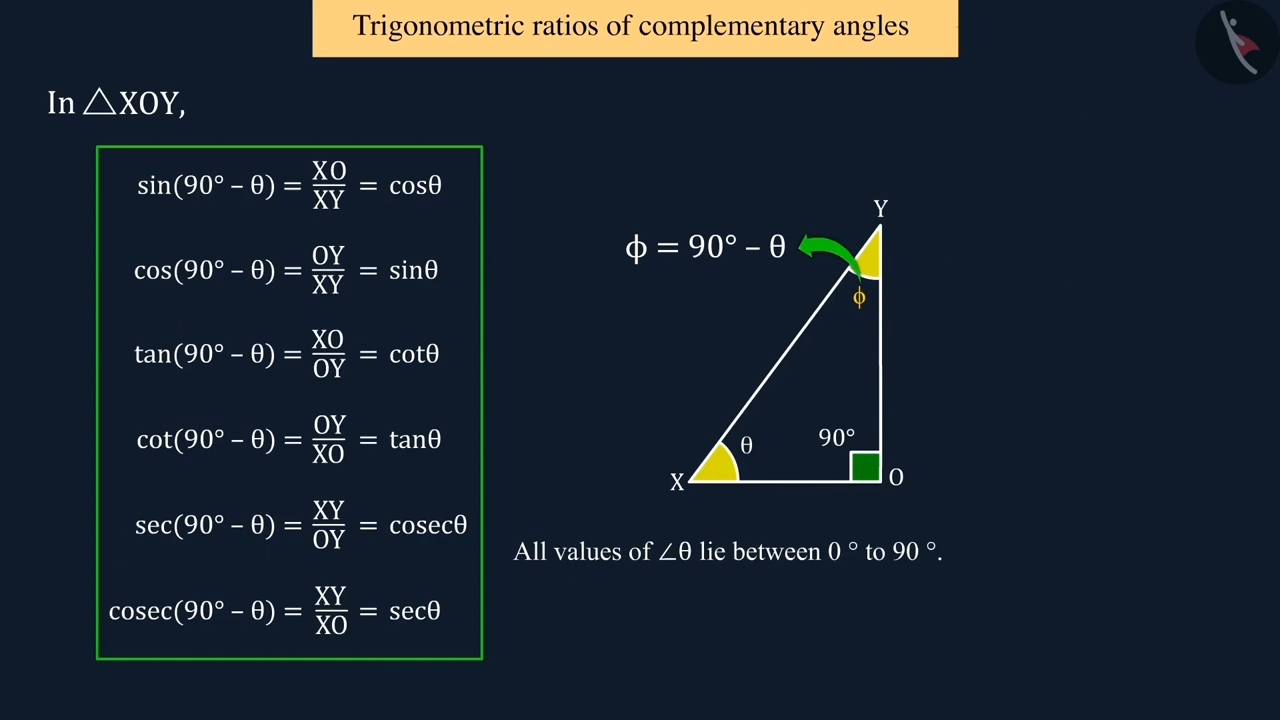 Trigonometric ratios of complementary angles
In △XOY,
sin(90° – θ) = XO/XY = cosθ
cos(90° – θ) = OY/XY = sinθ
tan(90° – θ) = XO/OY = cotθ
cot(90° – θ) = OY/XO = tanθ
sec(90° – θ) = XY/OY = cosecθ
cosec(90° – θ) = XY/XO = secθ
Y
ϕ = 90° – θ
ϕ
90°
θ
X
O
All values of ∠θ lie between 0 ° to 90 °.